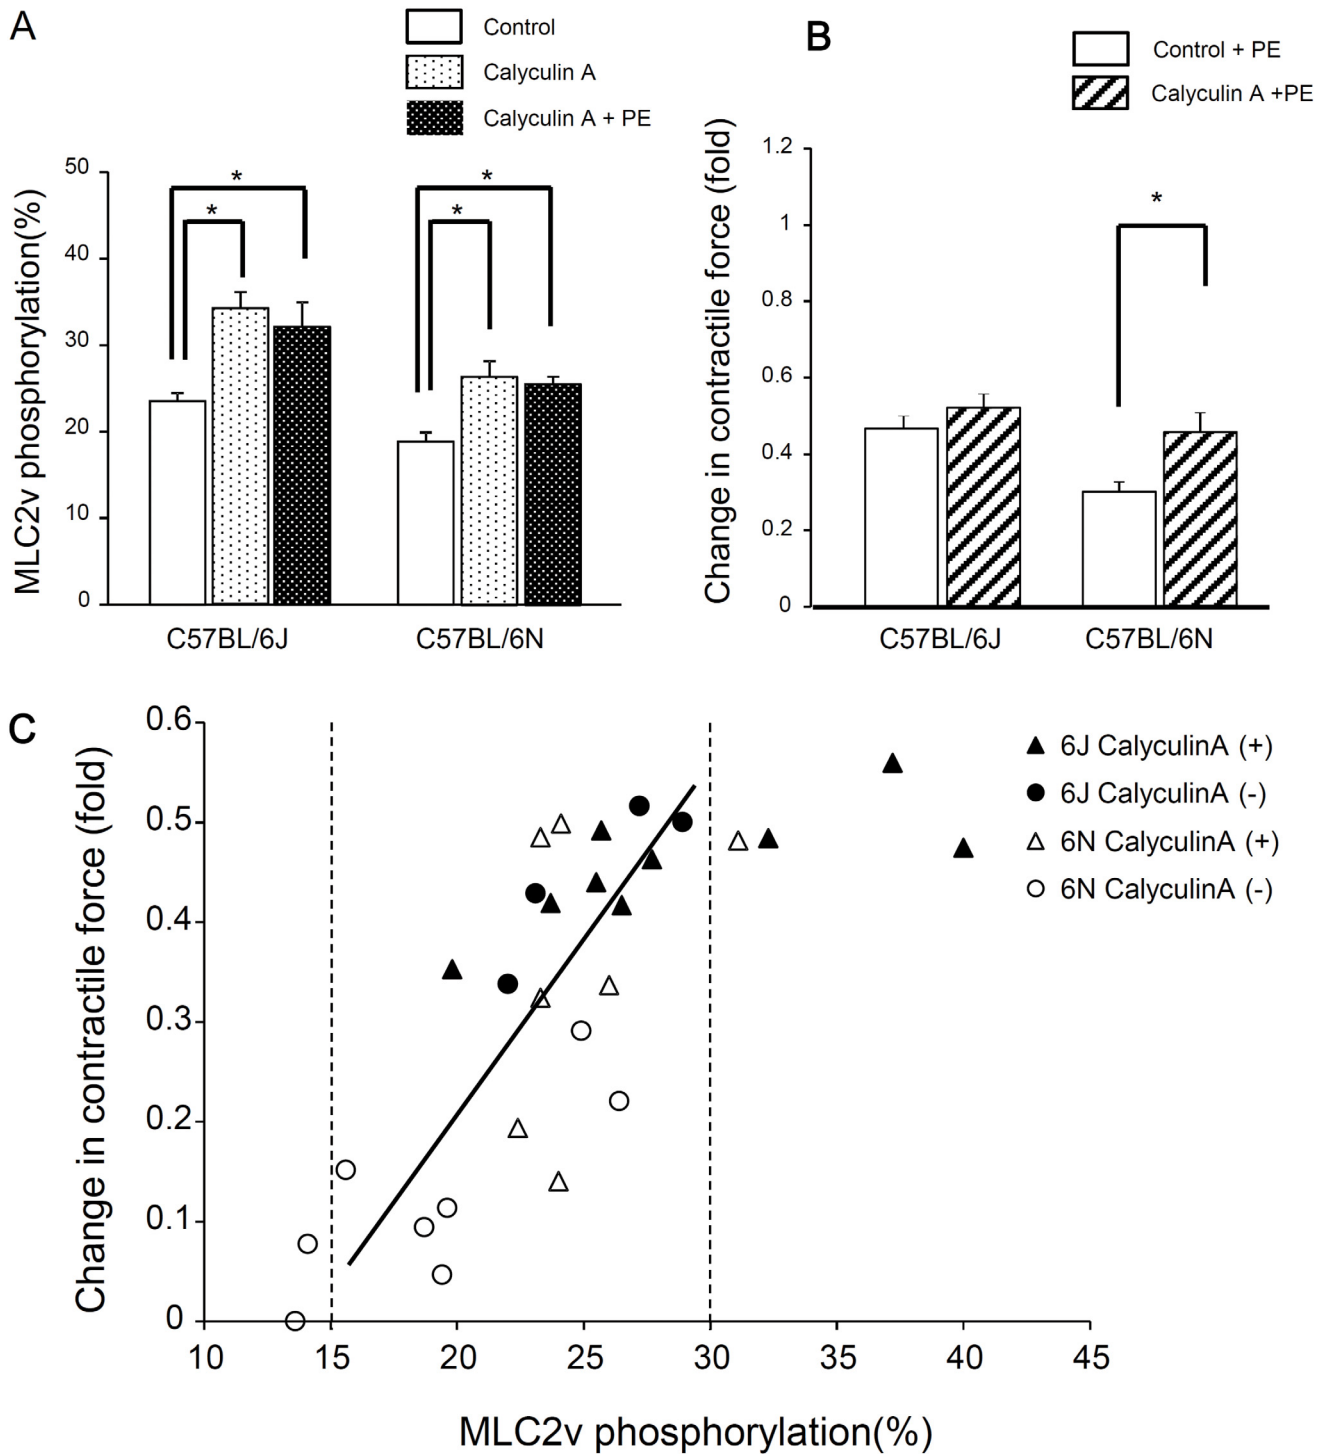 A
Control
Calyculin A
Calyculin A + PE
MLC2v phosphorylation(%)
50
40
30
20
10
0
*
*
*
*
C57BL/6J
C57BL/6N
B
Control + PE
Calyculin A +PE
Change in contractile force (fold)
1.2
1
0.8
0.6
0.4
0.2
0
*
C57BL/6J
C57BL/6N
C
Change in contractile force (fold)
0.6
0.5
0.4
0.3
0.2
0.1
0
10
15
20
25
30
35
40
45
MLC2v phosphorylation(%)
6J CalyculinA (+)
6J CalyculinA (-)
6N CalyculinA (+)
6N CalyculinA (-)